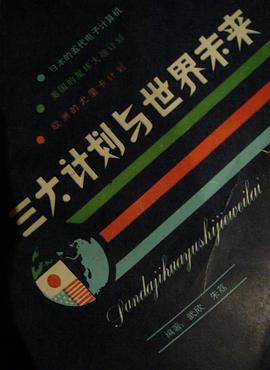 日本的五代电子计算机
美国的星球大战计划
欧洲的尤里卡计划
三大计划与世界未来
Sandajihuayushijieweilai
编著：武欣 朱荔